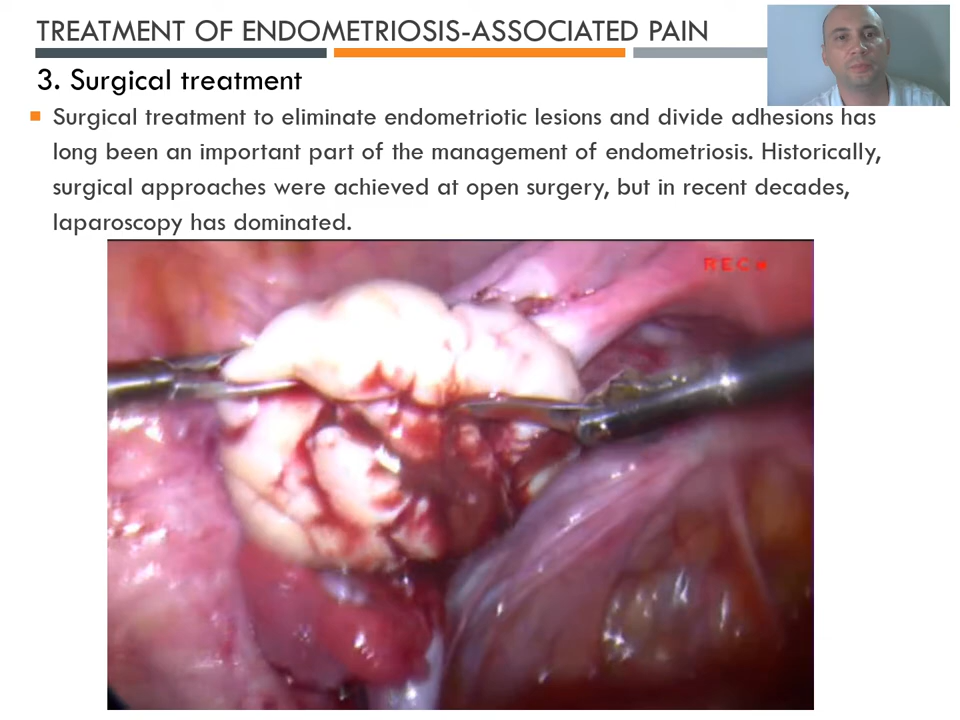 TREATMENT OF ENDOMETRIOSIS-ASSOCIATED PAIN
3. Surgical treatment
Surgical treatment to eliminate endometriotic lesions and divide adhesions has
long been an important part of the management of endometriosis. Historically,
surgical approaches were achieved at open surgery, but in recent decades,
laparoscopy has dominated.
REC